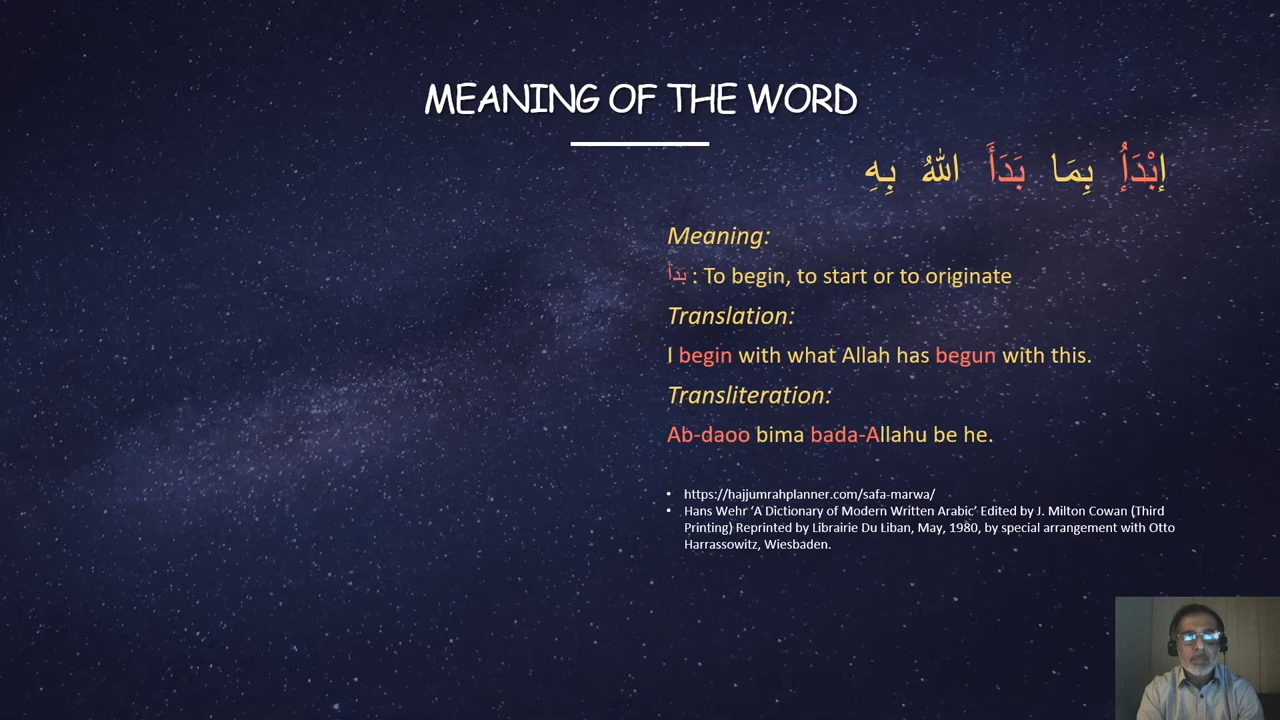 MEANING OF THE WORD
إِبْدَأُ بِمَا بَدَأَ اللهُ بِهِ
Meaning:
بدأ : To begin, to start or to originate
Translation:
I begin with what Allah has begun with this.
Transliteration:
Ab-daoo bima bada-Allahu be he.
• https://hajjumrahplanner.com/safa-marwa/
• Hans Wehr ‘A Dictionary of Modern Written Arabic’ Edited by J. Milton Cowan (Third
Printing) Reprinted by Librairie Du Liban, May, 1980, by special arrangement with Otto
Harrassowitz, Wiesbaden.